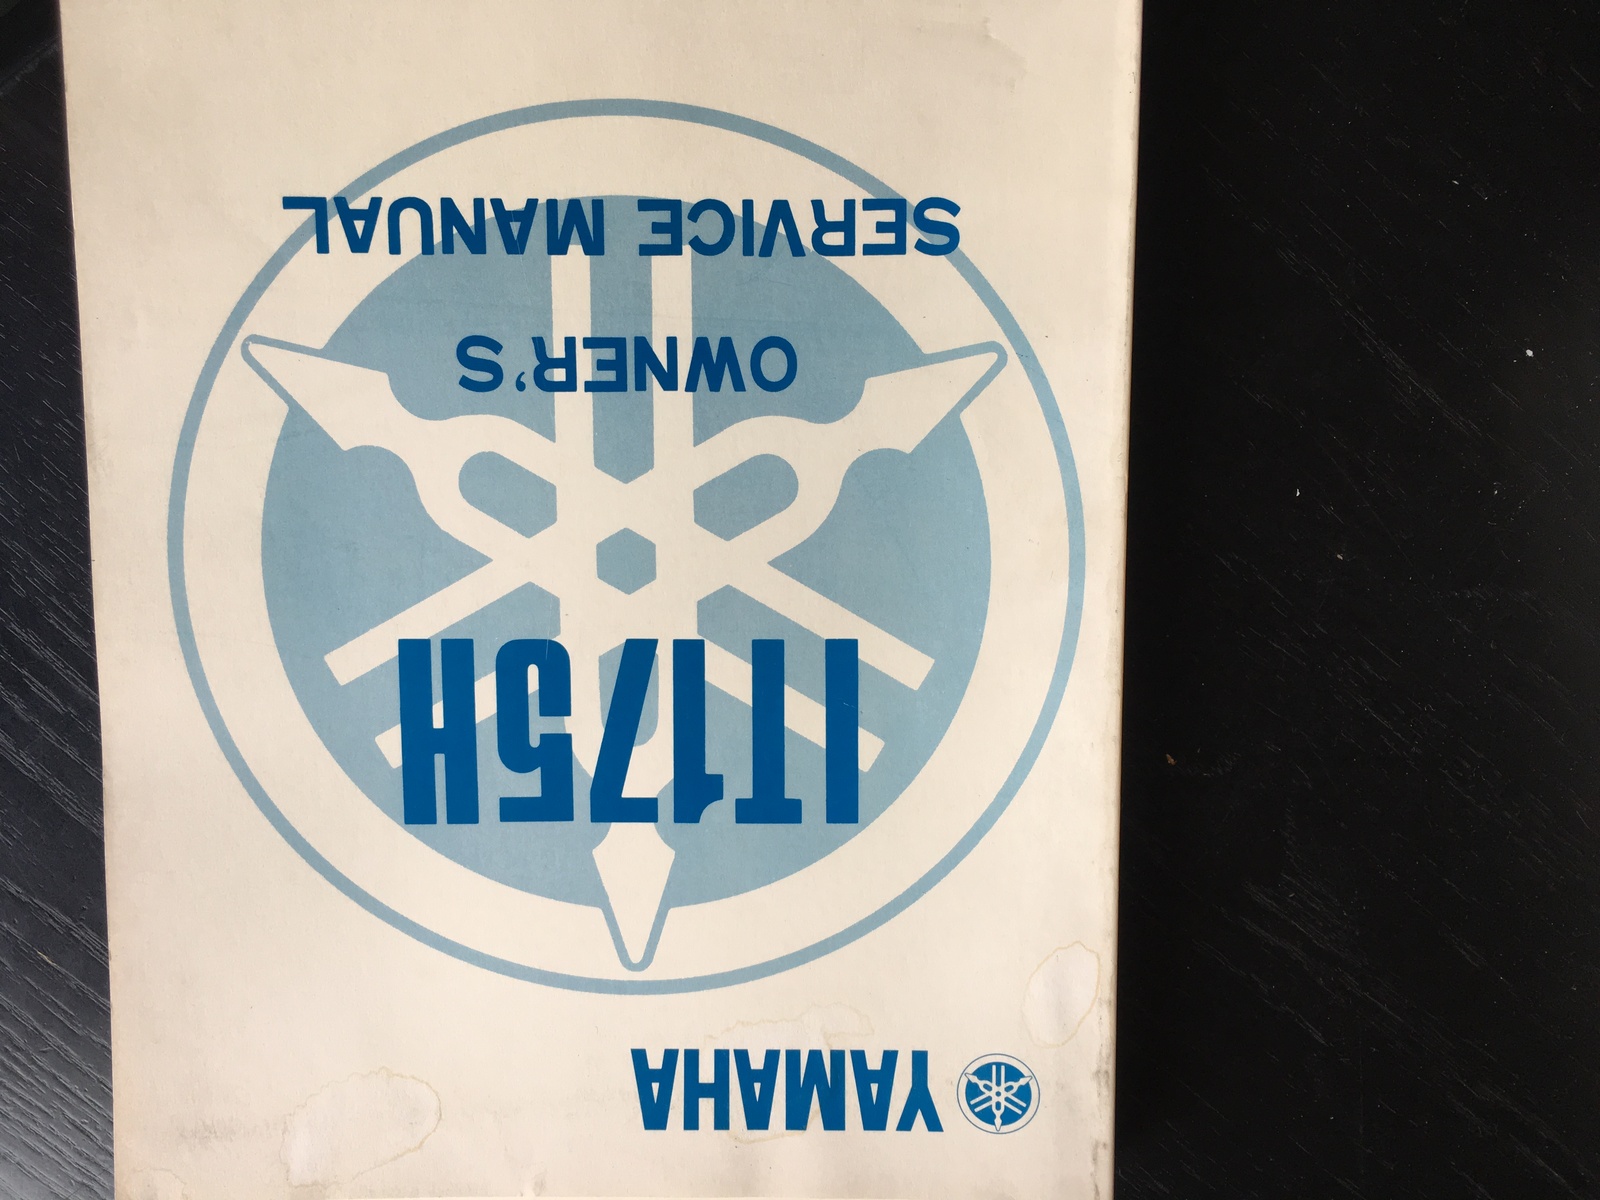 YAMAHA
IT175H
OWNER'S
SERVICE MANUAL